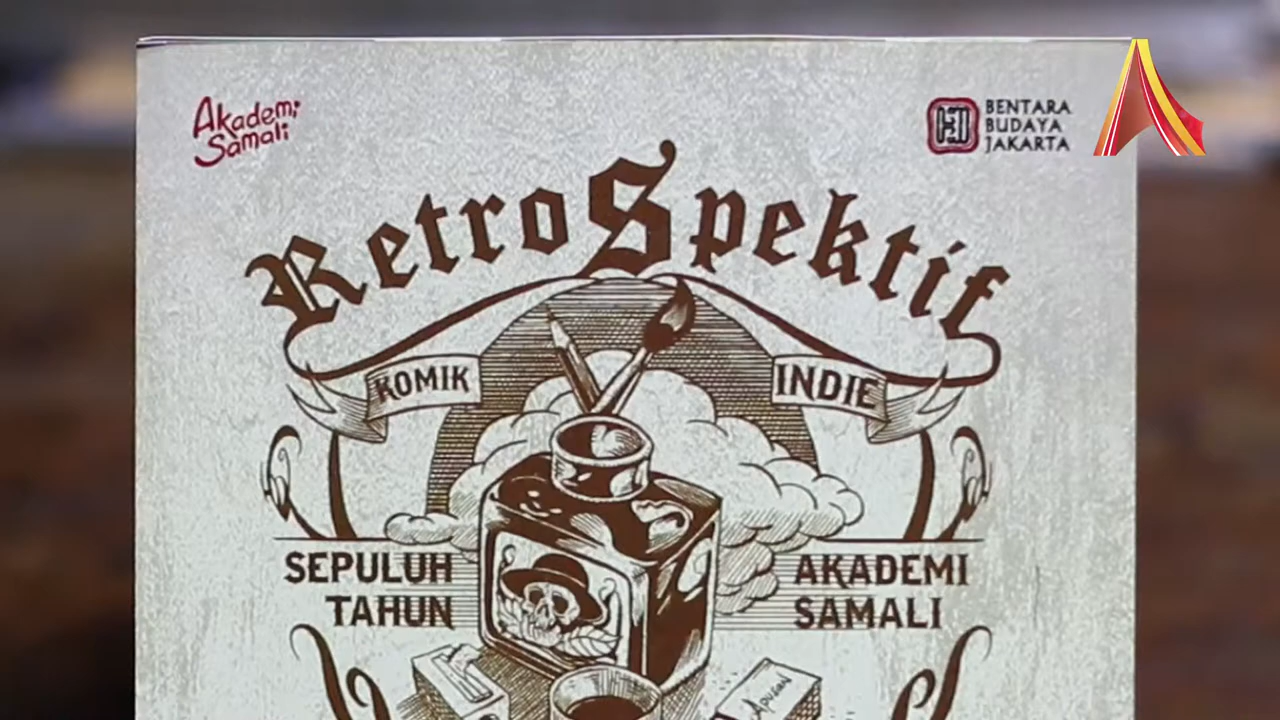 Akademi
Samali
BENTARA
BUDAYA
JAKARTA
RetroSpektif
KOMIK
INDIE
SEPULUH
TAHUN
AKADEMI
SAMALI